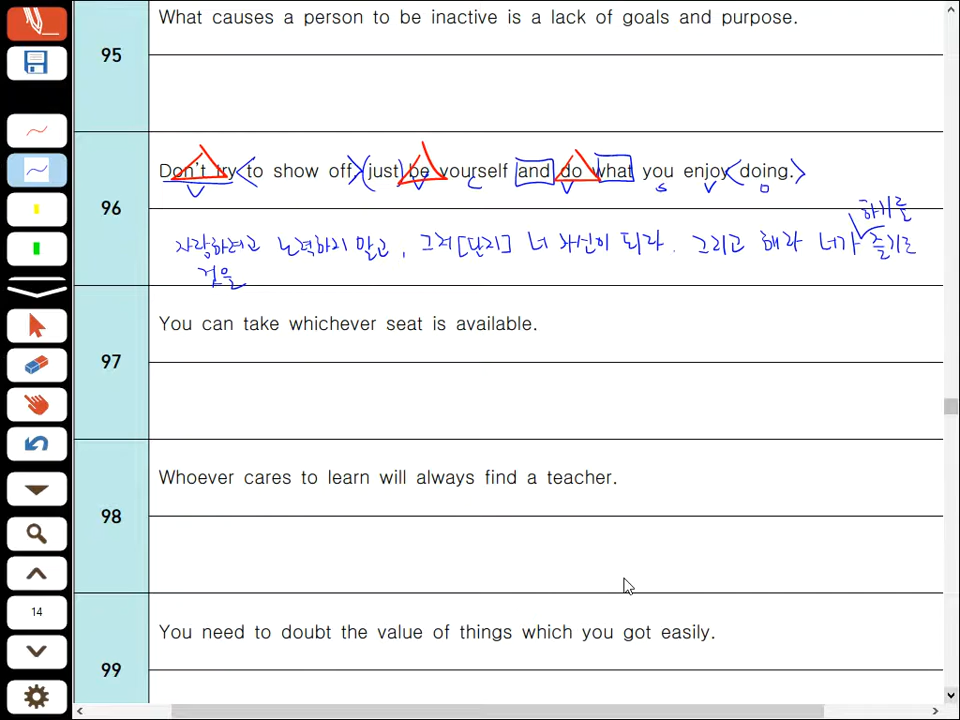 What causes a person to be inactive is a lack of goals and purpose.
95
Don't try <to show off,> (just) be yourself and do what you enjoy <doing.>
V V C V S V O
96
하기를
자랑하려고 노력하지 말고, 그저[단지] 너 자신이 되라. 그리고 해라 너가 즐기는
것을
You can take whichever seat is available.
97
Whoever cares to learn will always find a teacher.
98
14
You need to doubt the value of things which you got easily.
99